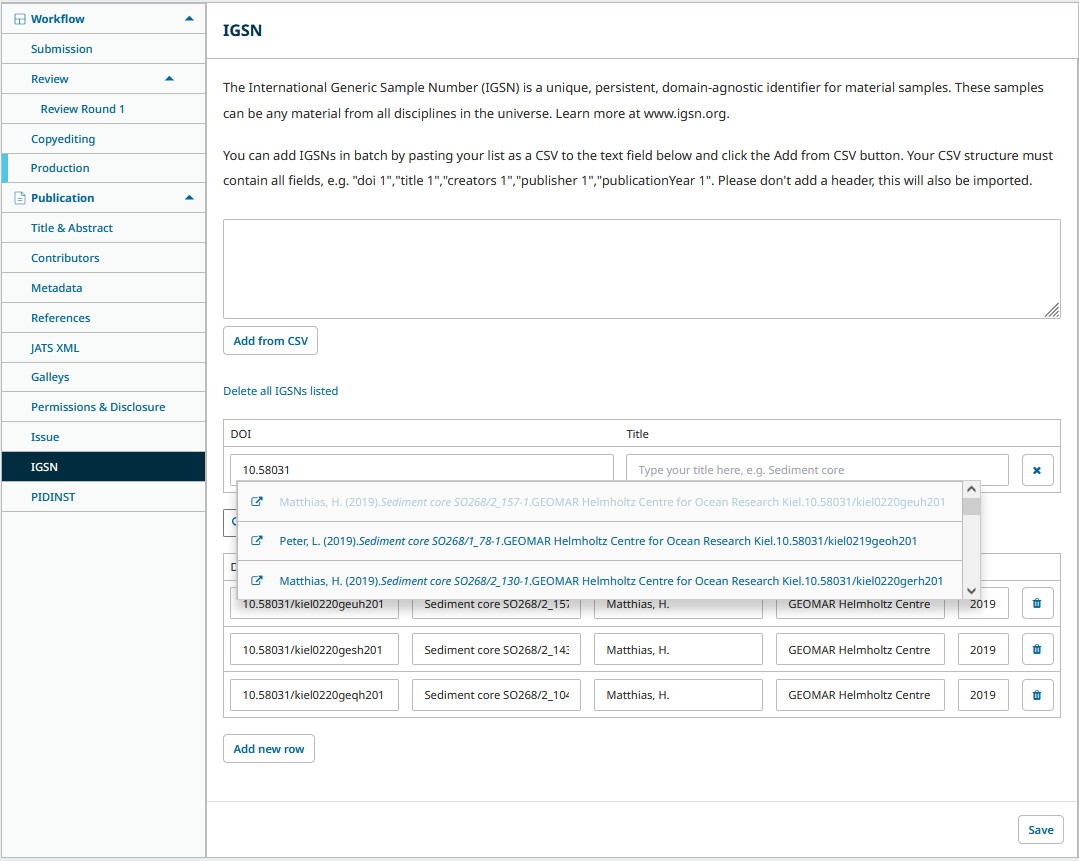 Workflow
Submission
Review
Review Round 1
Copyediting
Production
Publication
Title & Abstract
Contributors
Metadata
References
JATS XML
Galleys
Permissions & Disclosure
Issue
IGSN
PIDINST
IGSN
The International Generic Sample Number (IGSN) is a unique, persistent, domain-agnostic identifier for material samples. These samples
can be any material from all disciplines in the universe. Learn more at www.igsn.org.
You can add IGSNs in batch by pasting your list as a CSV to the text field below and click the Add from CSV button. Your CSV structure must
contain all fields, e.g. "doi 1","title 1","creators 1","publisher 1","publicationYear 1". Please don't add a header, this will also be imported.
Add from CSV
Delete all IGSNs listed
DOI Title
10.58031 Type your title here, e.g. Sediment core
Matthias, H. (2019).Sediment core SO268/2_157-1.GEOMAR Helmholtz Centre for Ocean Research Kiel.10.58031/kiel0220geuh201
Peter, L. (2019).Sediment core SO268/1_78-1.GEOMAR Helmholtz Centre for Ocean Research Kiel.10.58031/kiel0219geoh201
Matthias, H. (2019).Sediment core SO268/2_130-1.GEOMAR Helmholtz Centre for Ocean Research Kiel.10.58031/kiel0220gerh201
10.58031/kiel0220geuh201 Sediment core SO268/2_157 Matthias, H. GEOMAR Helmholtz Centre 2019
10.58031/kiel0220gesh201 Sediment core SO268/2_143 Matthias, H. GEOMAR Helmholtz Centre 2019
10.58031/kiel0220geqh201 Sediment core SO268/2_104 Matthias, H. GEOMAR Helmholtz Centre 2019
Add new row
Save